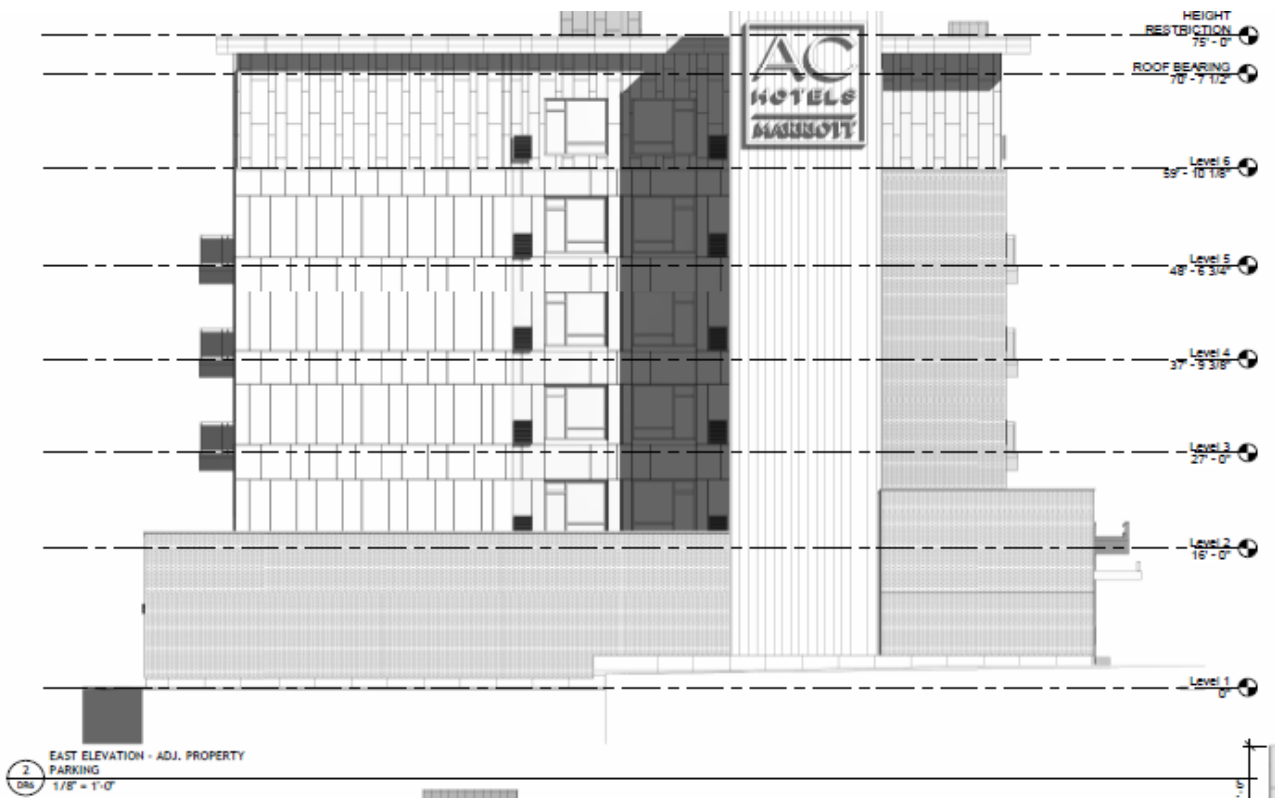 HEIGHT
RESTRICTION
75' - 0"
ROOF BEARING
70' - 7 1/2"
AC
HOTELS
MARRIOTT
Level 6
59' - 10 1/8"
Level 5
48' - 6 3/4"
Level 4
37' - 9 3/8"
Level 3
27' - 0"
Level 2
16' - 0"
Level 1
0"
2
DR6
EAST ELEVATION - ADJ. PROPERTY
PARKING
1/8" = 1'-0"